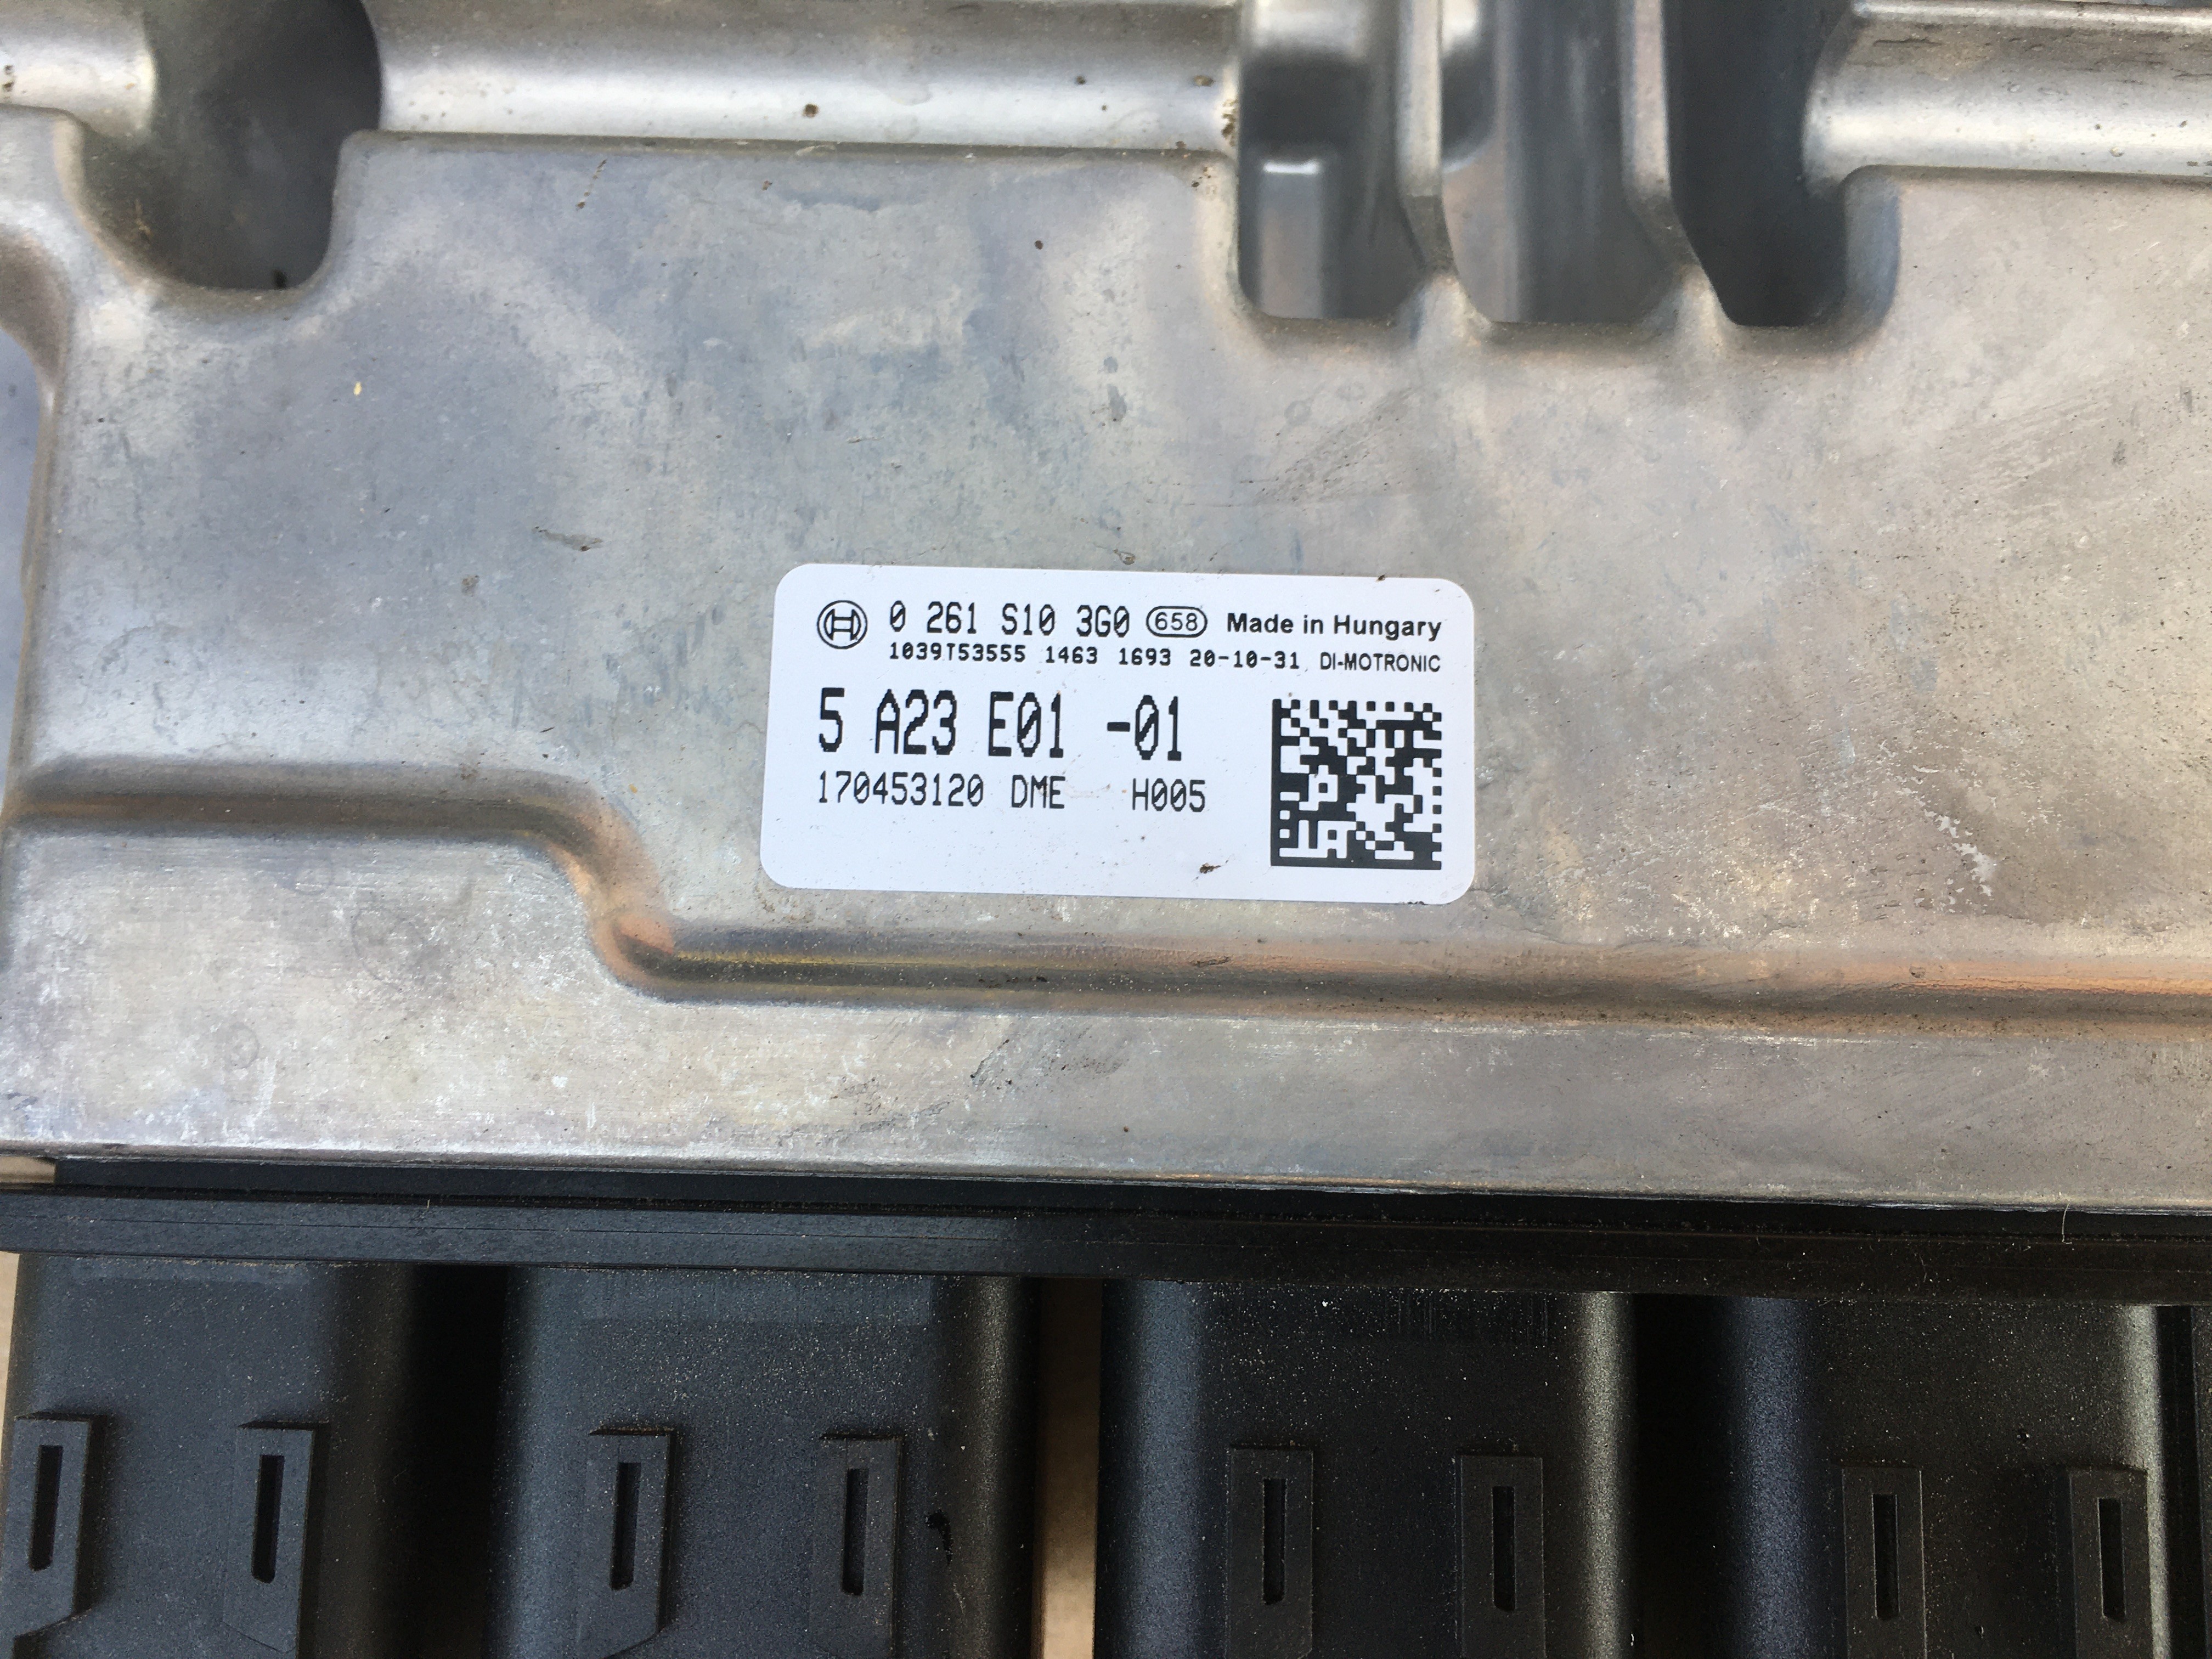 0 261 S10 3G0 658 Made in Hungary
1039T53555 1463 1693 20-10-31 DI-MOTRONIC
5 A23 E01 -01
170453120 DME H005